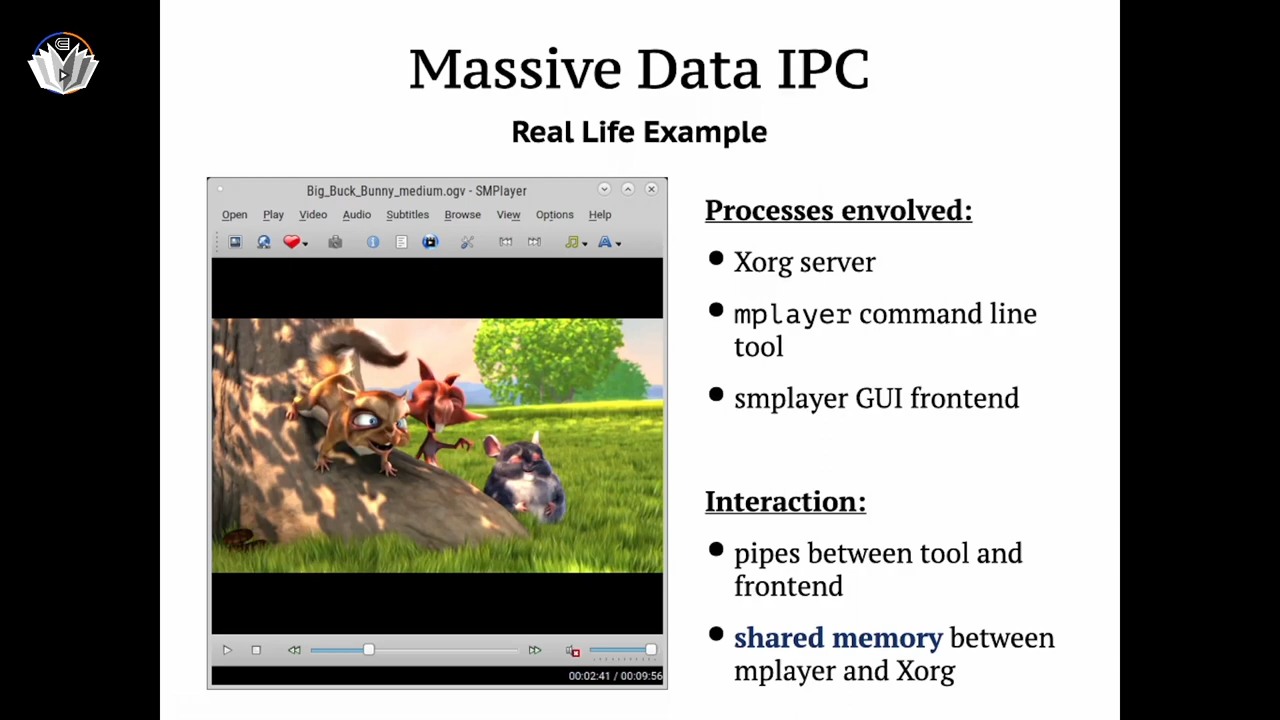 Massive Data IPC
Real Life Example
Big_Buck_Bunny_medium.ogv - SMPlayer
Open Play Video Audio Subtitles Browse View Options Help
00:02:41 / 00:09:56
Processes envolved:
Xorg server
mplayer command line
tool
smplayer GUI frontend
Interaction:
pipes between tool and
frontend
shared memory between
mplayer and Xorg